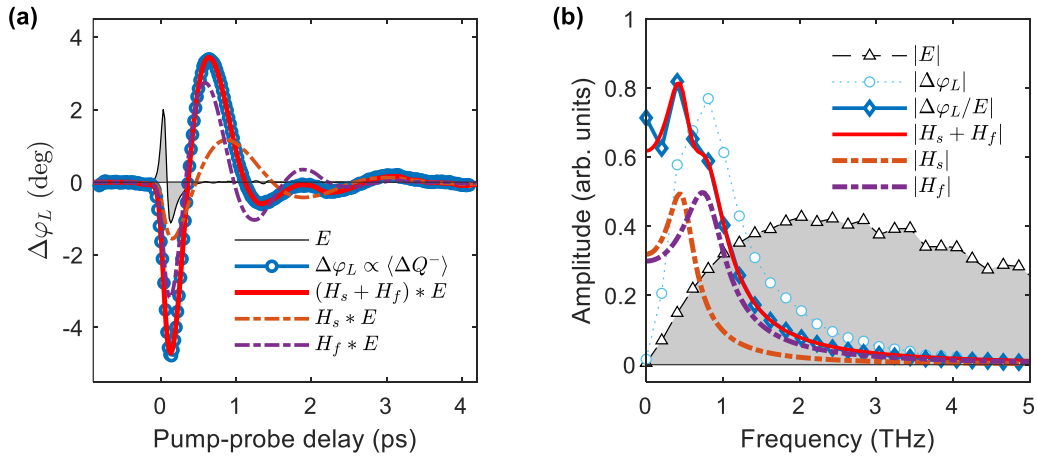 (a)
4
2
0
-2
-4
Δφ_L (deg)
E
Δφ_L ∝ ⟨ΔQ⁻⟩
(H_s + H_f) ∗ E
H_s ∗ E
H_f ∗ E
0 1 2 3 4
Pump-probe delay (ps)
(b)
1
0.8
0.6
0.4
0.2
0
Amplitude (arb. units)
|E|
|Δφ_L|
|Δφ_L/E|
|H_s + H_f|
|H_s|
|H_f|
0 1 2 3 4 5
Frequency (THz)